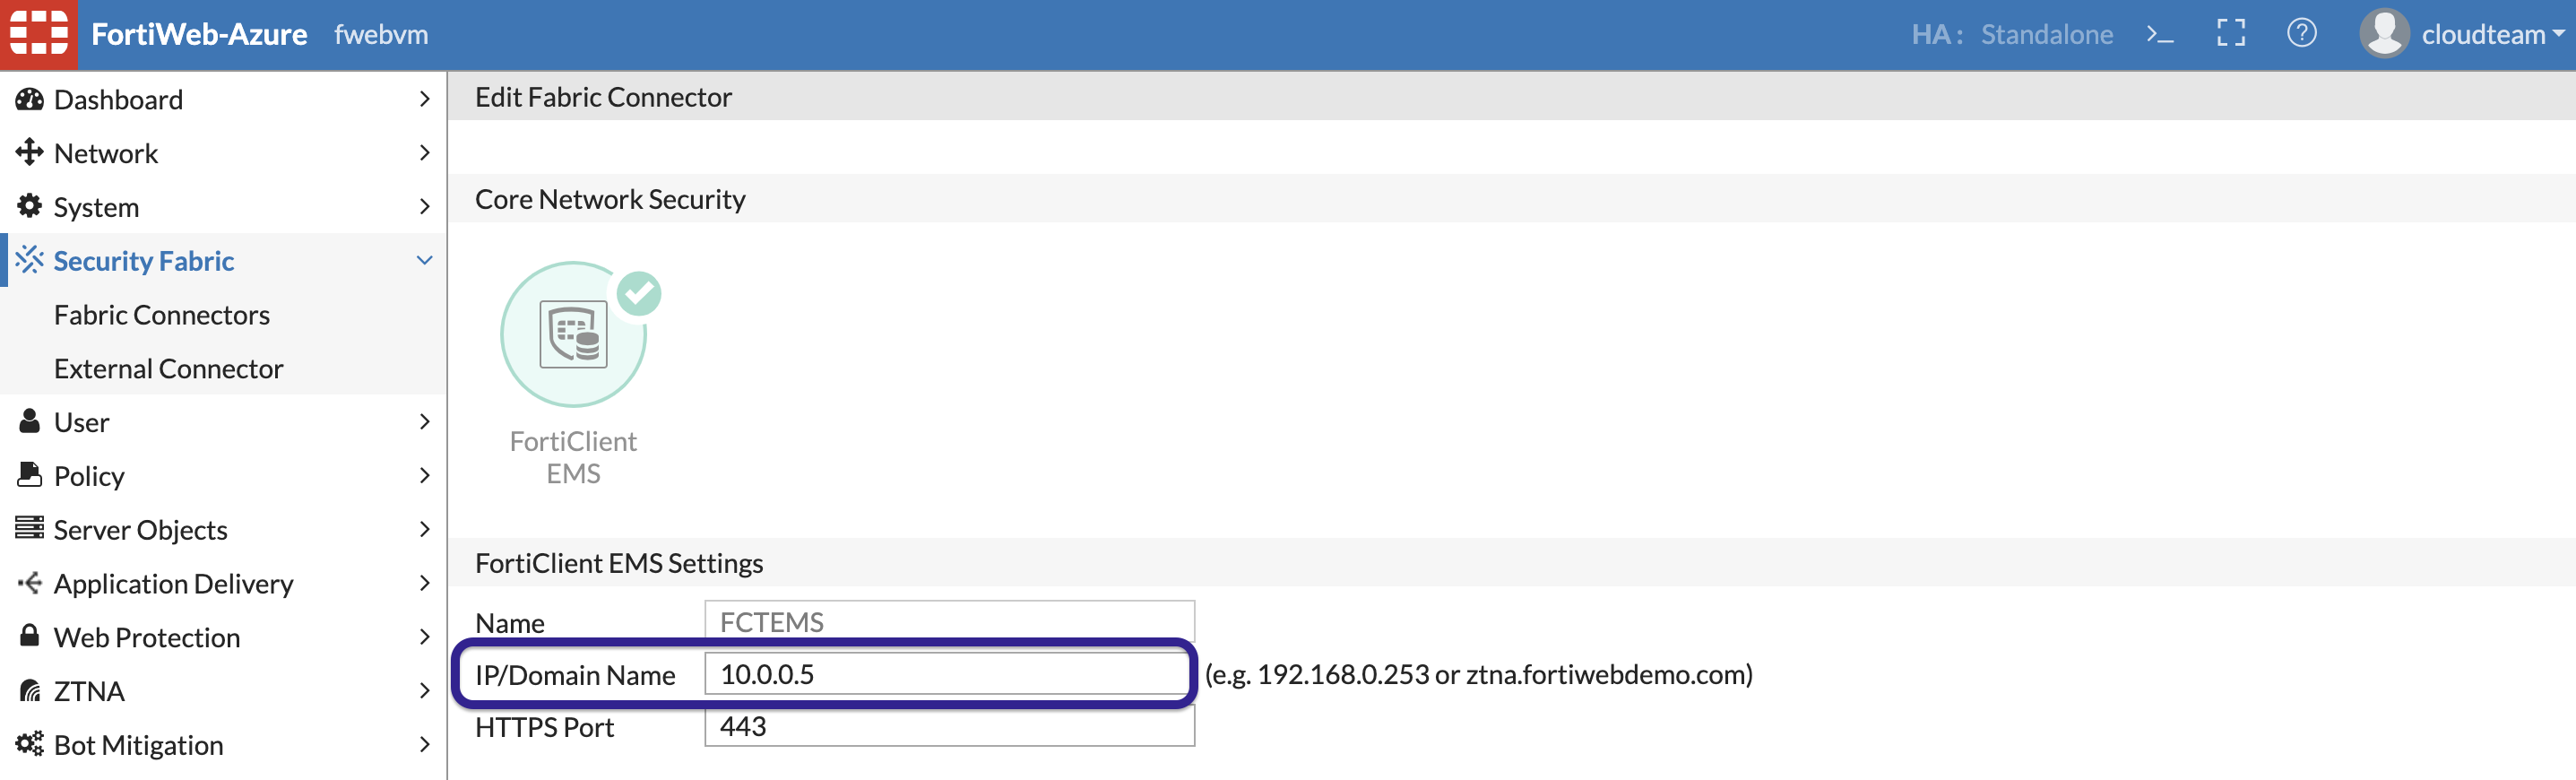 FortiWeb-Azure fwebvm HA: Standalone >_ cloudteam
Dashboard
Network
System
Security Fabric
Fabric Connectors
External Connector
User
Policy
Server Objects
Application Delivery
Web Protection
ZTNA
Bot Mitigation
Edit Fabric Connector
Core Network Security
FortiClient
EMS
FortiClient EMS Settings
Name FCTEMS
IP/Domain Name 10.0.0.5 (e.g. 192.168.0.253 or ztna.fortiwebdemo.com)
HTTPS Port 443